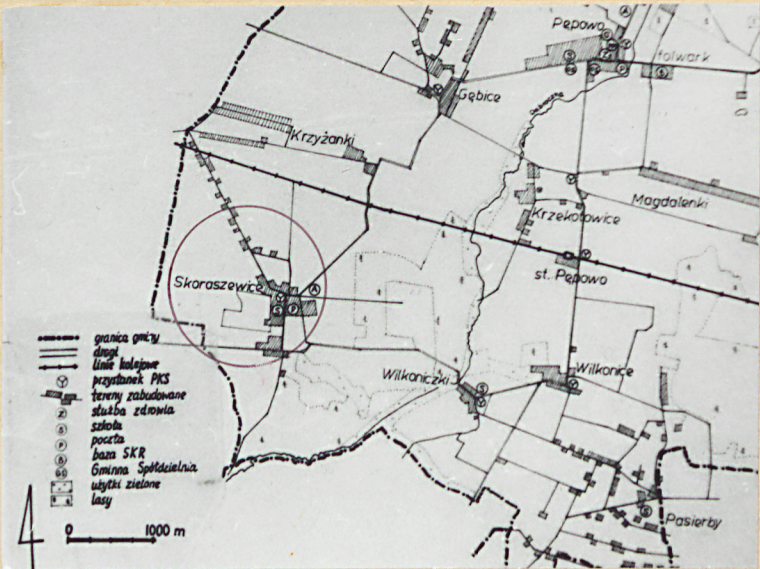 Pępowo
folwark
Gębice
Krzyżanki
Magdalenki
Krzekotowice
st. Pępowo
Skoraszewice
Wilkoniczki
Wilkonice
Pasierby
granica gminy
drogi
linie kolejowe
przystanek PKS
tereny zabudowane
Z służba zdrowia
S szkoła
P poczta
B baza SKR
GS Gminna Spółdzielnia
użytki zielone
lasy
0 1000 m